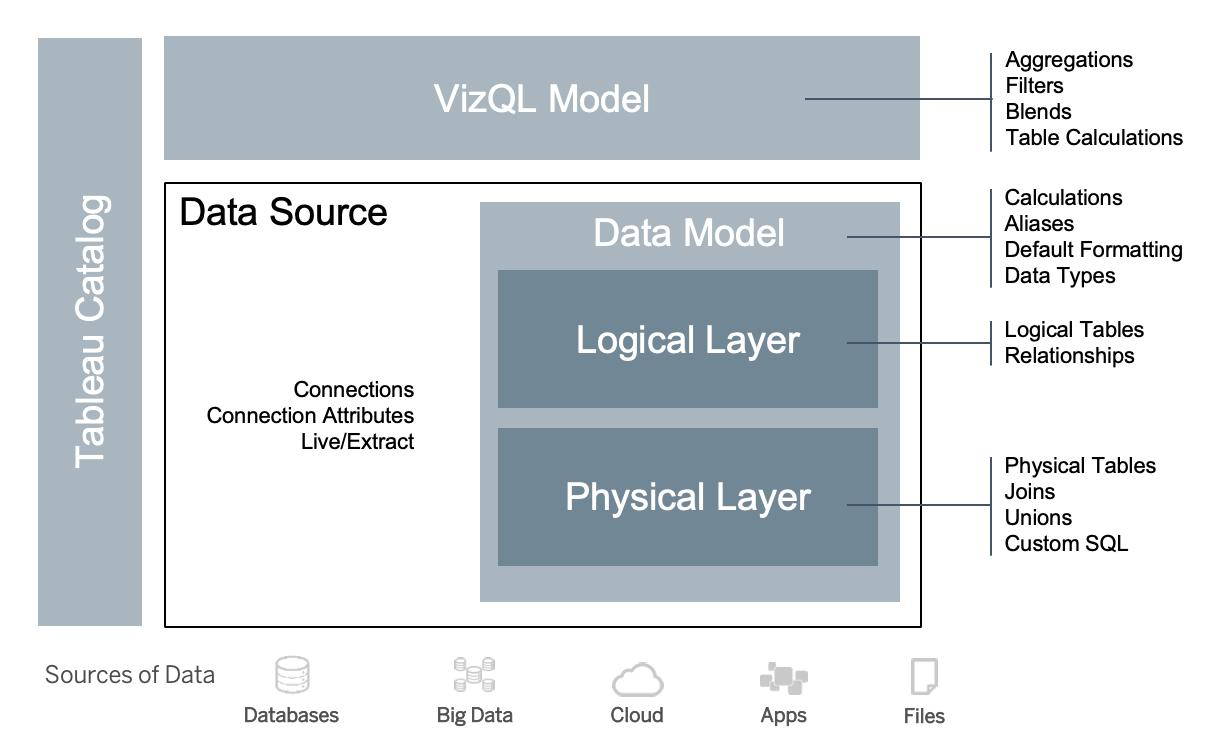 Tableau Catalog
VizQL Model
Aggregations
Filters
Blends
Table Calculations
Data Source
Connections
Connection Attributes
Live/Extract
Data Model
Calculations
Aliases
Default Formatting
Data Types
Logical Layer
Logical Tables
Relationships
Physical Layer
Physical Tables
Joins
Unions
Custom SQL
Sources of Data
Databases
Big Data
Cloud
Apps
Files